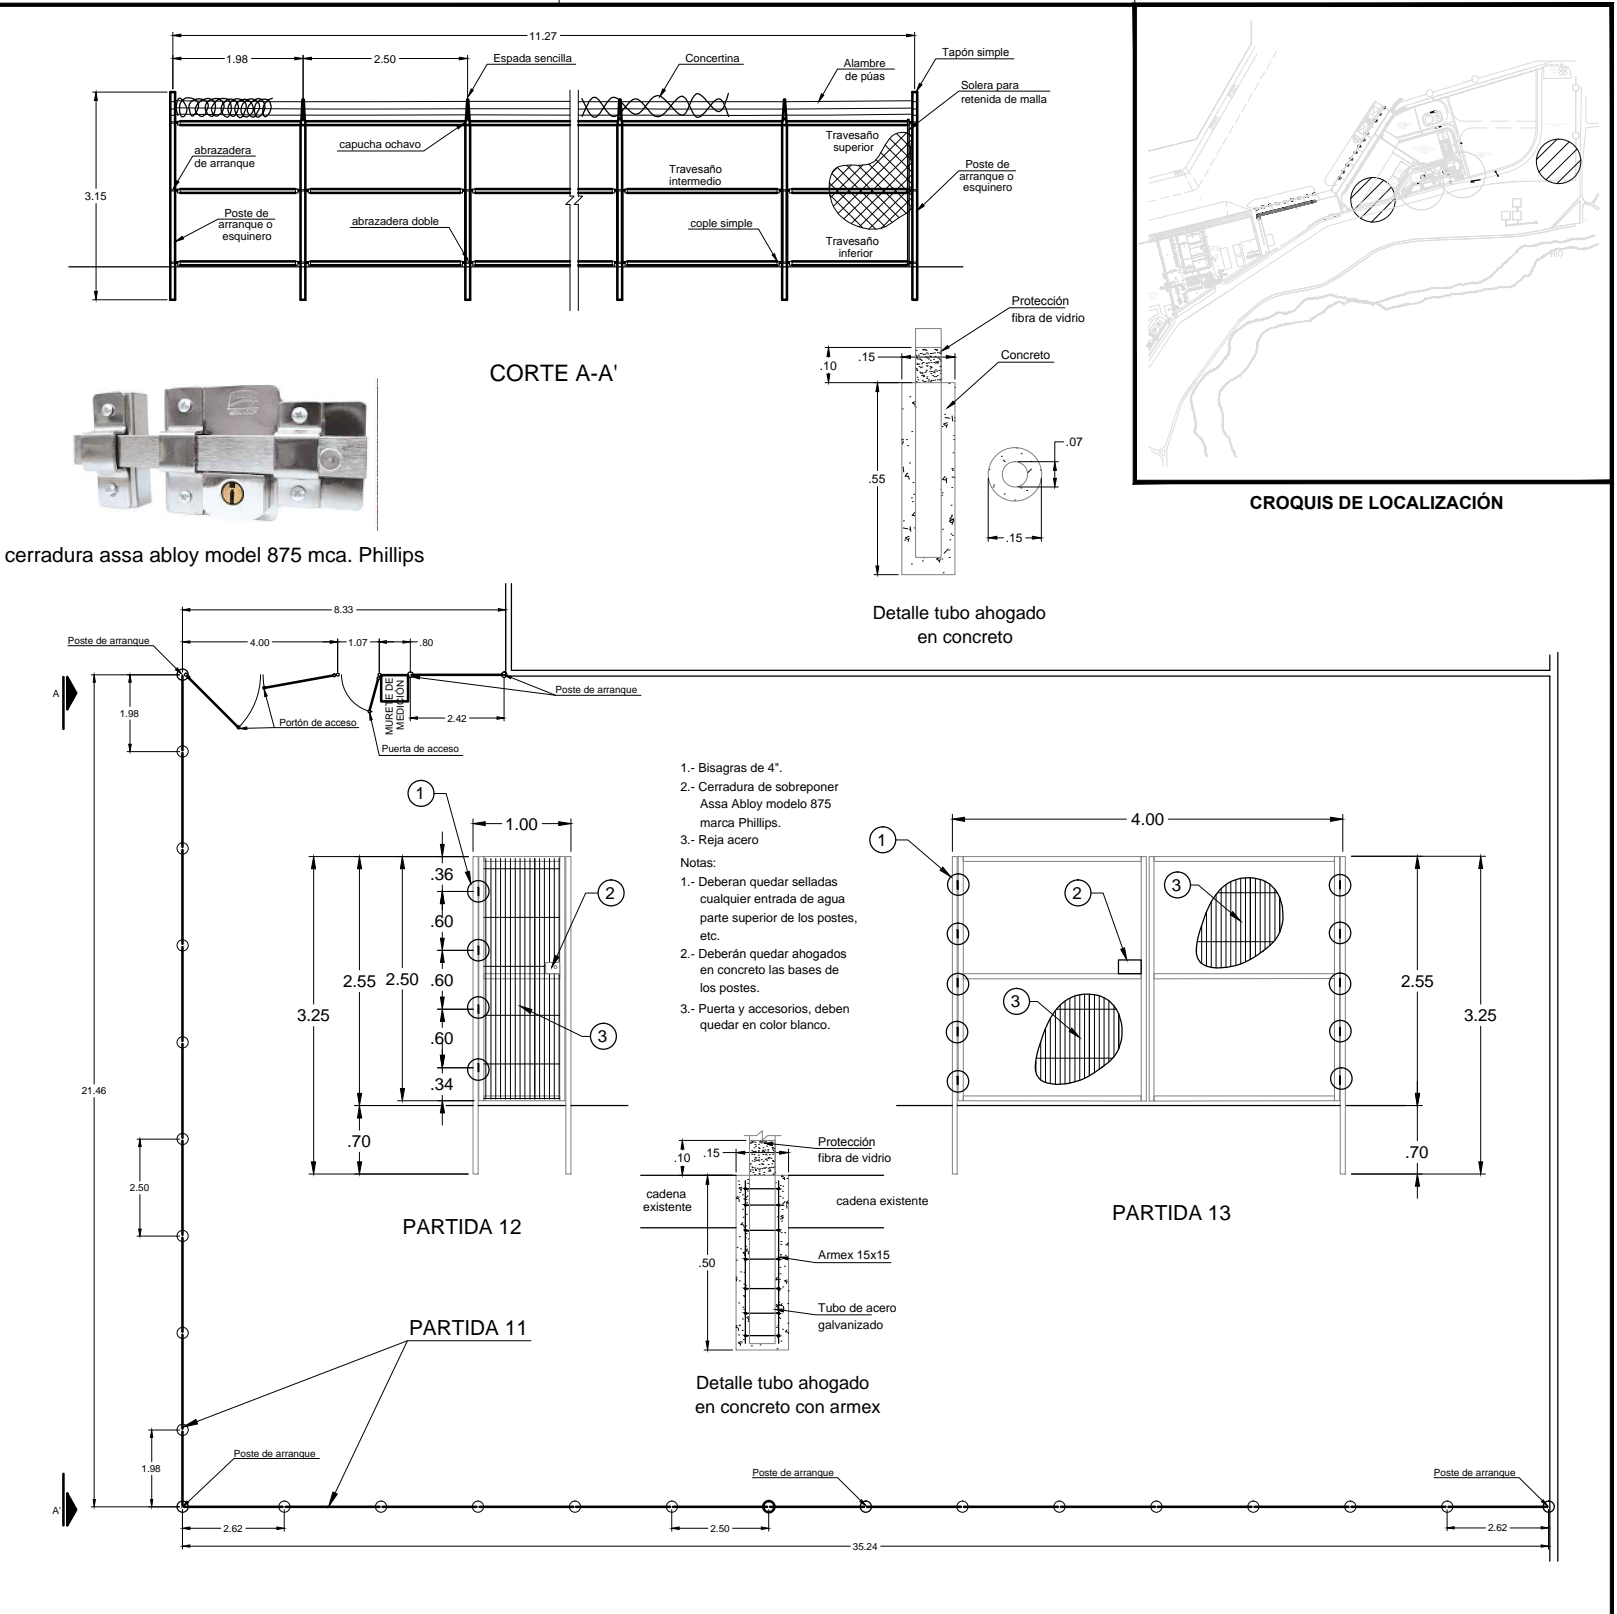 11.27
1.98
2.50
Espada sencilla
Concertina
Alambre
de púas
Tapón simple
Solera para
retenida de malla
abrazadera
de arranque
capucha ochavo
Travesaño
superior
Travesaño
intermedio
Poste de
arranque o
esquinero
3.15
Poste de
arranque o
esquinero
abrazadera doble
cople simple
Travesaño
inferior
CORTE A-A'
RIO
CROQUIS DE LOCALIZACIÓN
Protección
fibra de vidrio
.10
.15
Concreto
.55
.07
.15
Detalle tubo ahogado
en concreto
cerradura assa abloy model 875 mca. Phillips
8.33
4.00
1.07
.80
Poste de arranque
A
1.98
Portón de acceso
Puerta de acceso
MURETE DE
MEDICIÓN
2.42
Poste de arranque
1.- Bisagras de 4".
2.- Cerradura de sobreponer
Assa Abloy modelo 875
marca Phillips.
3.- Reja acero
Notas:
1.- Deberan quedar selladas
cualquier entrada de agua
parte superior de los postes,
etc.
2.- Deberán quedar ahogados
en concreto las bases de
los postes.
3.- Puerta y accesorios, deben
quedar en color blanco.
1
1.00
.36
.60
.60
.60
.34
2.50
2.55
3.25
.70
2
3
PARTIDA 12
1
4.00
2
3
3
2.55
3.25
.70
PARTIDA 13
.10
.15
Protección
fibra de vidrio
cadena
existente
cadena existente
.50
Armex 15x15
Tubo de acero
galvanizado
Detalle tubo ahogado
en concreto con armex
21.46
2.50
PARTIDA 11
1.98
A'
Poste de arranque
Poste de arranque
Poste de arranque
2.62
2.50
2.62
35.24